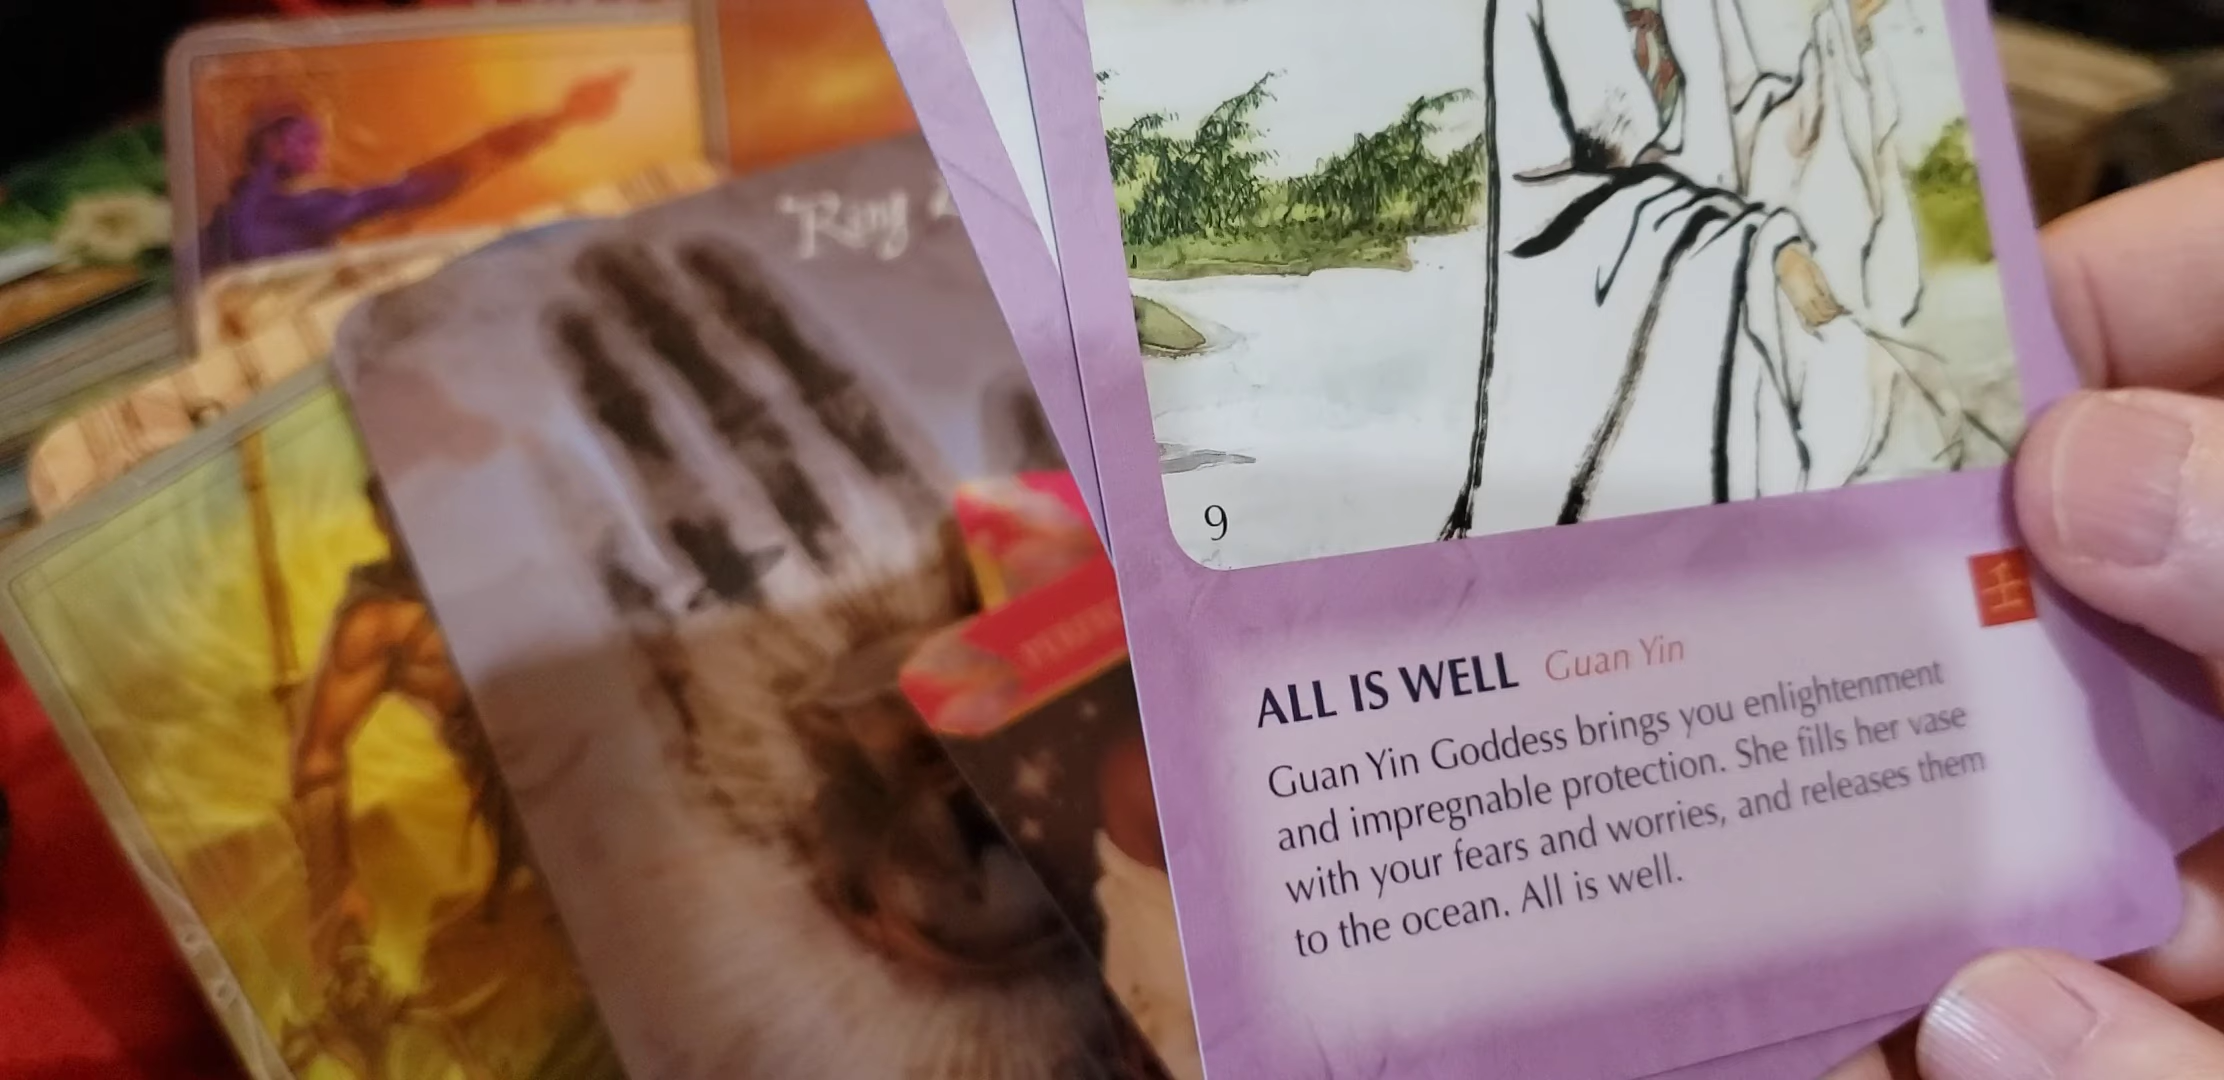 Ring
9
ALL IS WELL Guan Yin
Guan Yin Goddess brings you enlightenment
and impregnable protection. She fills her vase
with your fears and worries, and releases them
to the ocean. All is well.